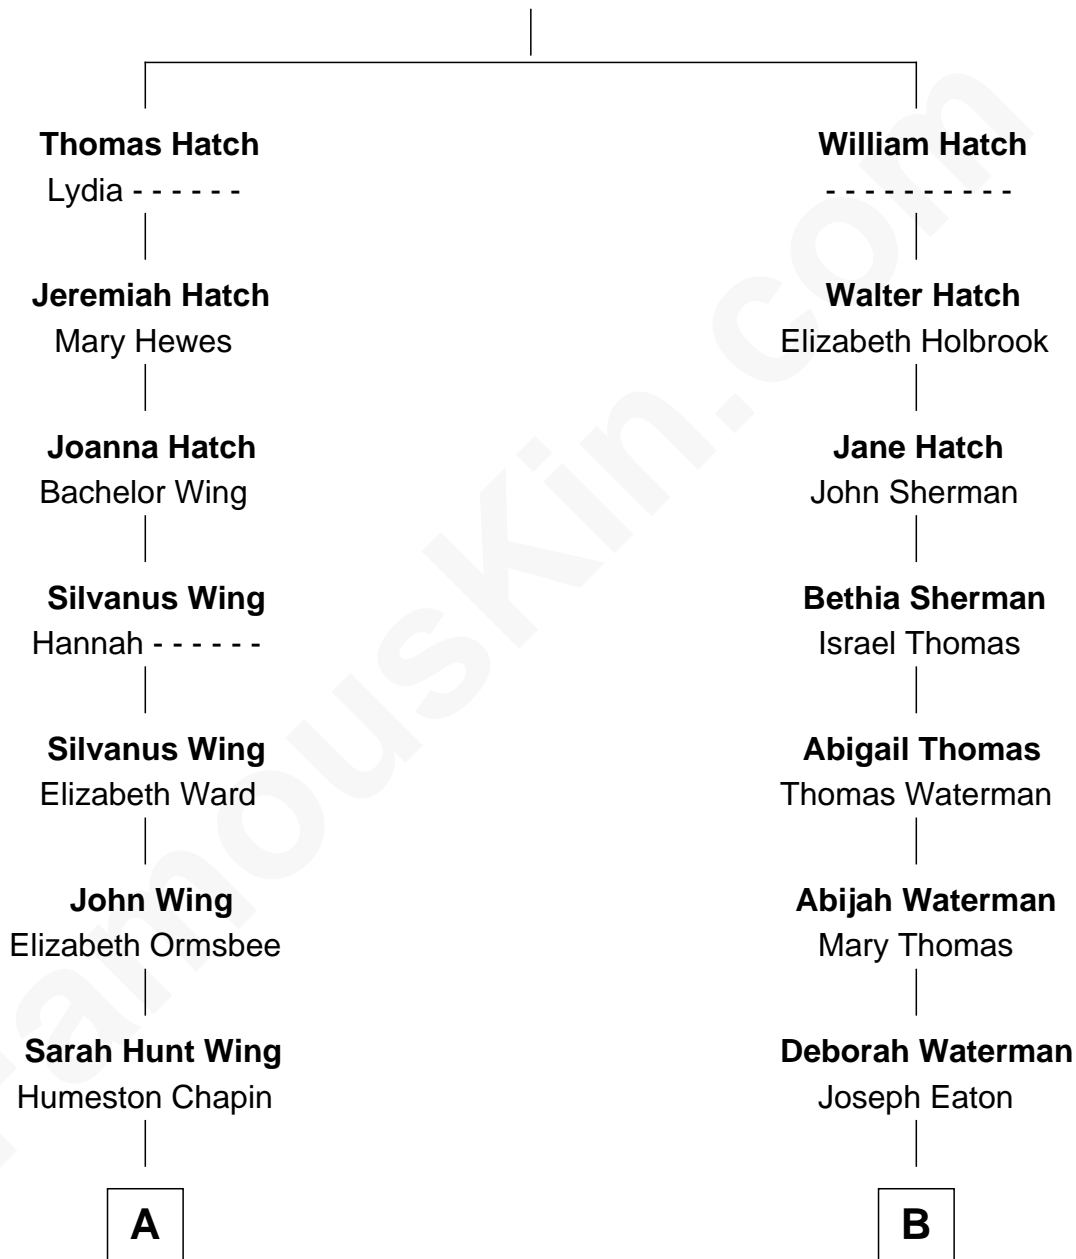 Thomas Hatch
Lydia - - - - - -
Jeremiah Hatch
Mary Hewes
Joanna Hatch
Bachelor Wing
Silvanus Wing
Hannah - - - - - -
Silvanus Wing
Elizabeth Ward
John Wing
Elizabeth Ormsbee
Sarah Hunt Wing
Humeston Chapin
A
William Hatch
- - - - - - - - - -
Walter Hatch
Elizabeth Holbrook
Jane Hatch
John Sherman
Bethia Sherman
Israel Thomas
Abigail Thomas
Thomas Waterman
Abijah Waterman
Mary Thomas
Deborah Waterman
Joseph Eaton
B
FamousKin.com